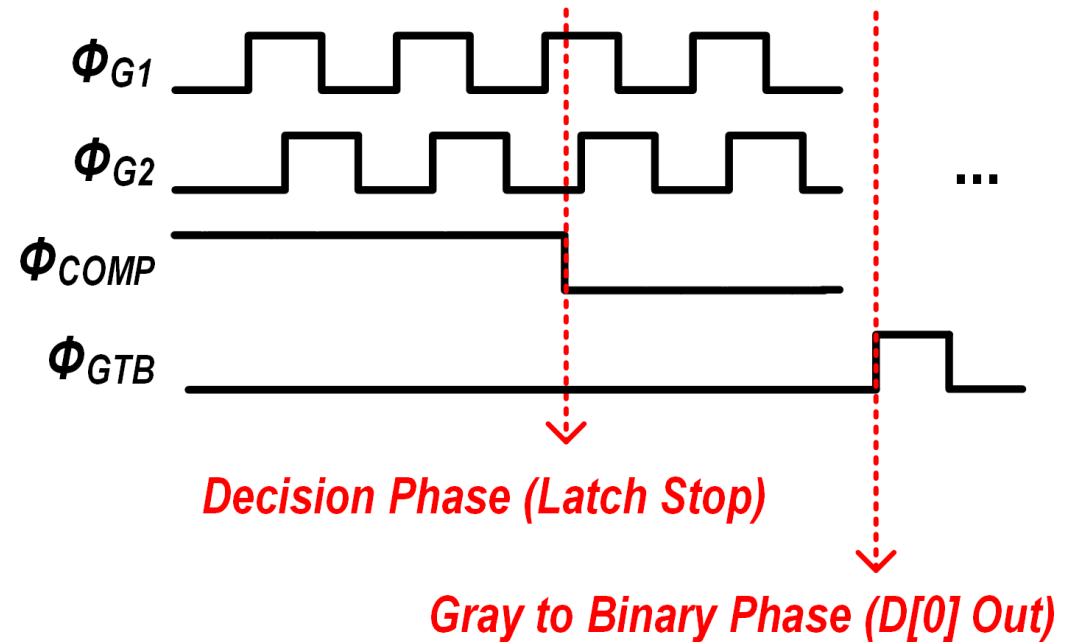 ΦG1
ΦG2
...
ΦCOMP
ΦGTB
Decision Phase (Latch Stop)
Gray to Binary Phase (D[0] Out)